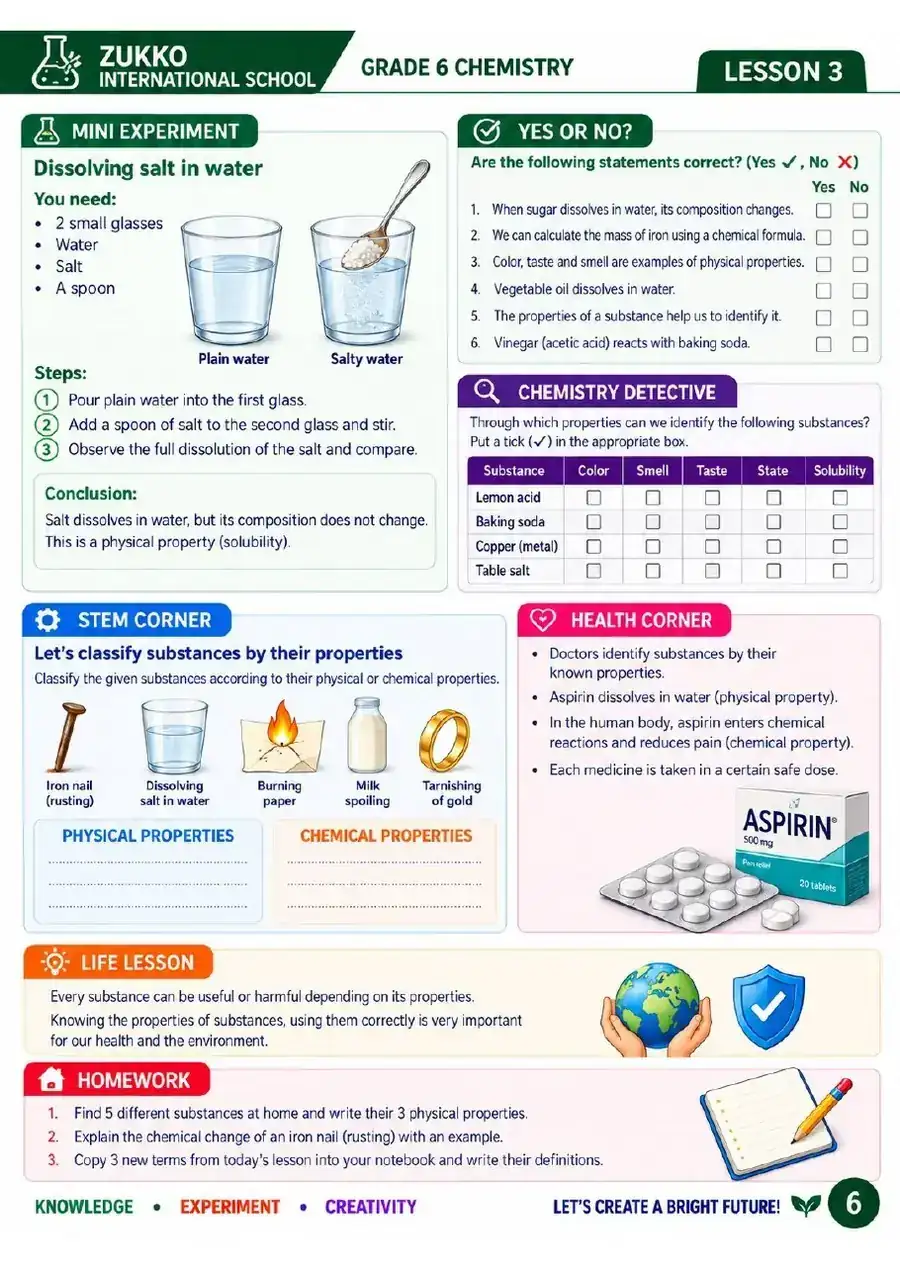 ZUKKO
INTERNATIONAL SCHOOL
GRADE 6 CHEMISTRY
LESSON 3
MINI EXPERIMENT
Dissolving salt in water
You need:
• 2 small glasses
• Water
• Salt
• A spoon
Plain water
Salty water
Steps:
1 Pour plain water into the first glass.
2 Add a spoon of salt to the second glass and stir.
3 Observe the full dissolution of the salt and compare.
Conclusion:
Salt dissolves in water, but its composition does not change.
This is a physical property (solubility).
YES OR NO?
Are the following statements correct? (Yes ✓, No ❌)
Yes No
1. When sugar dissolves in water, its composition changes.
2. We can calculate the mass of iron using a chemical formula.
3. Color, taste and smell are examples of physical properties.
4. Vegetable oil dissolves in water.
5. The properties of a substance help us to identify it.
6. Vinegar (acetic acid) reacts with baking soda.
CHEMISTRY DETECTIVE
Through which properties can we identify the following substances?
Put a tick (✓) in the appropriate box.
Substance Color Smell Taste State Solubility
Lemon acid
Baking soda
Copper (metal)
Table salt
STEM CORNER
Let's classify substances by their properties
Classify the given substances according to their physical or chemical properties.
Iron nail
(rusting)
Dissolving
salt in water
Burning
paper
Milk
spoiling
Tarnishing
of gold
PHYSICAL PROPERTIES
CHEMICAL PROPERTIES
HEALTH CORNER
• Doctors identify substances by their
known properties.
• Aspirin dissolves in water (physical property).
• In the human body, aspirin enters chemical
reactions and reduces pain (chemical property).
• Each medicine is taken in a certain safe dose.
ASPIRIN®
500 mg
Pain relief
20 tablets
LIFE LESSON
Every substance can be useful or harmful depending on its properties.
Knowing the properties of substances, using them correctly is very important
for our health and the environment.
HOMEWORK
1. Find 5 different substances at home and write their 3 physical properties.
2. Explain the chemical change of an iron nail (rusting) with an example.
3. Copy 3 new terms from today's lesson into your notebook and write their definitions.
KNOWLEDGE • EXPERIMENT • CREATIVITY
LET'S CREATE A BRIGHT FUTURE!
6